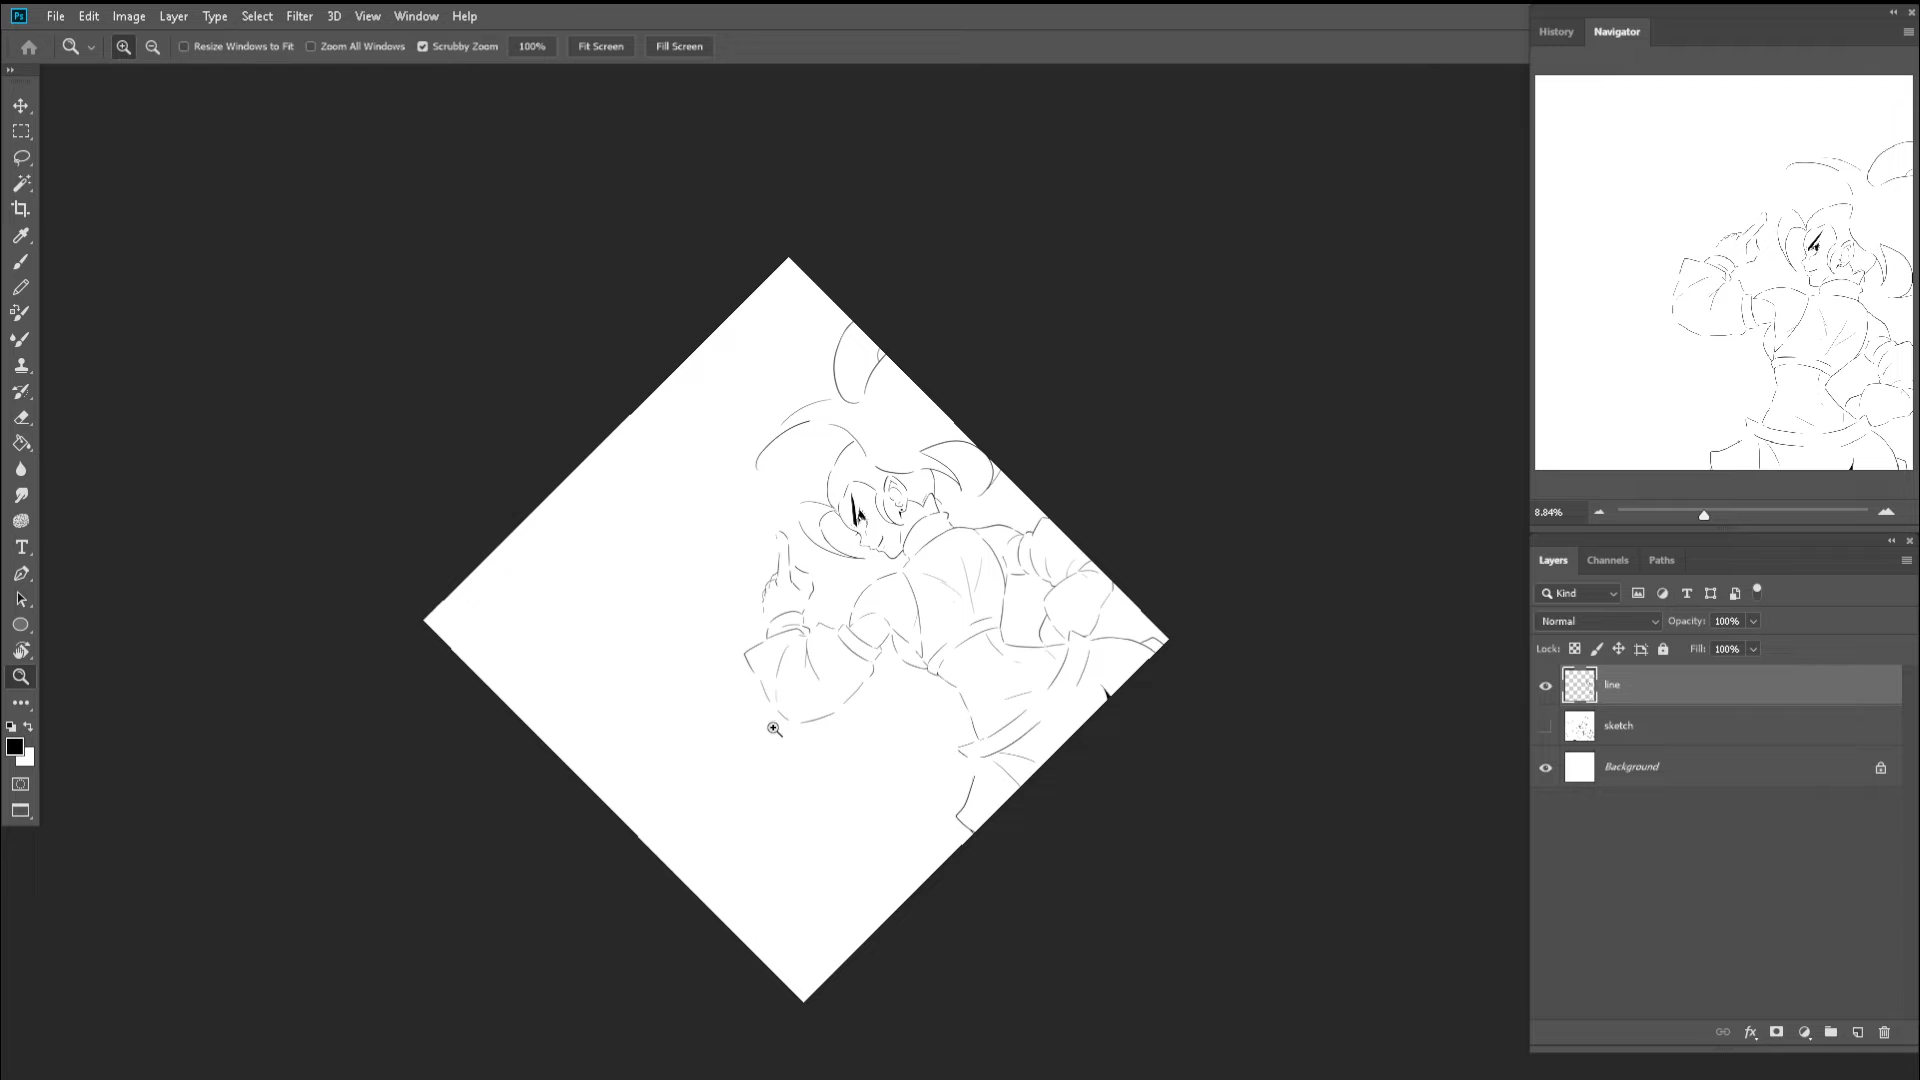 Ps File Edit Image Layer Type Select Filter 3D View Window Help
Resize Windows to Fit Zoom All Windows Scrubby Zoom 100% Fit Screen Fill Screen
History Navigator
8.84%
Layers Channels Paths
Kind
Normal Opacity: 100%
Lock: Fill: 100%
line
sketch
Background